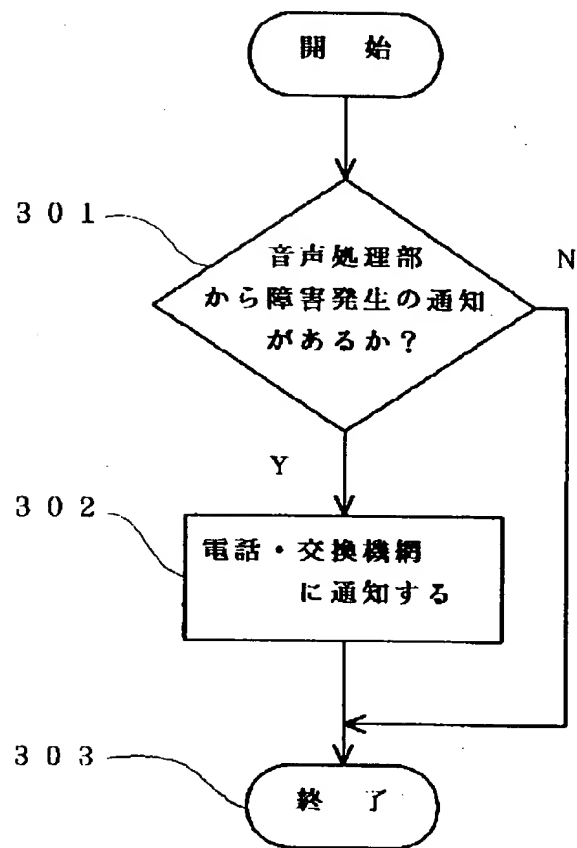 開 始
301
音声処理部
から障害発生の通知
があるか？
N
Y
302
電話・交換機網
に通知する
303
終 了